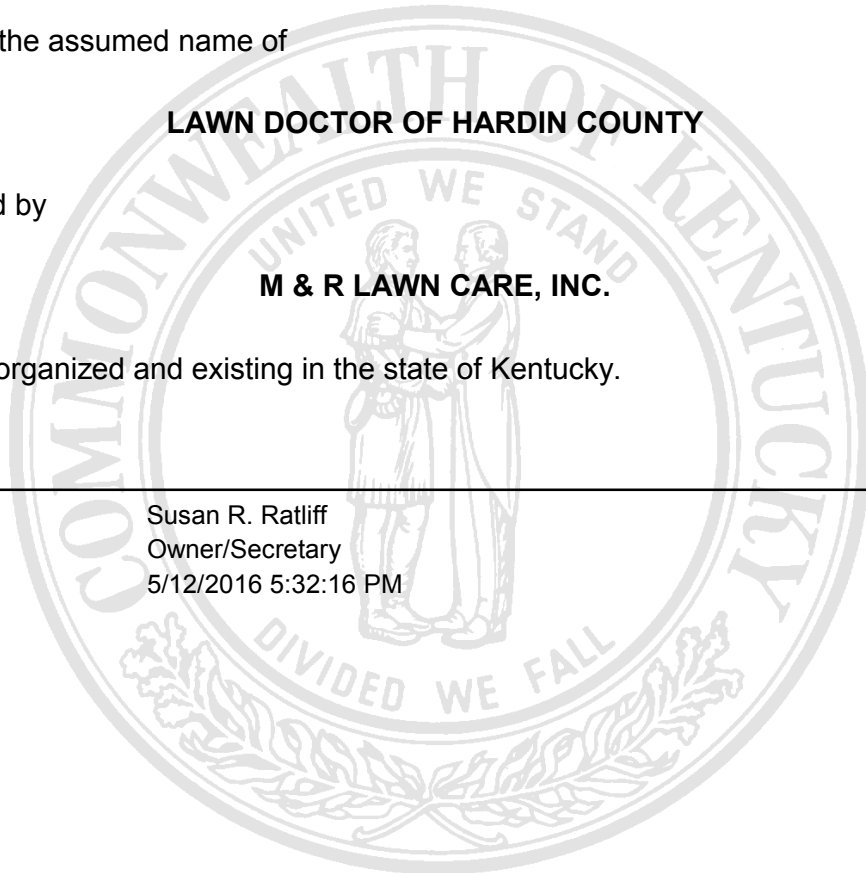 the assumed name of
LAWN DOCTOR OF HARDIN COUNTY
d by
M & R LAWN CARE, INC.
organized and existing in the state of Kentucky.
Susan R. Ratliff
Owner/Secretary
5/12/2016 5:32:16 PM
COMMONWEALTH OF KENTUCKY
UNITED WE STAND
DIVIDED WE FALL